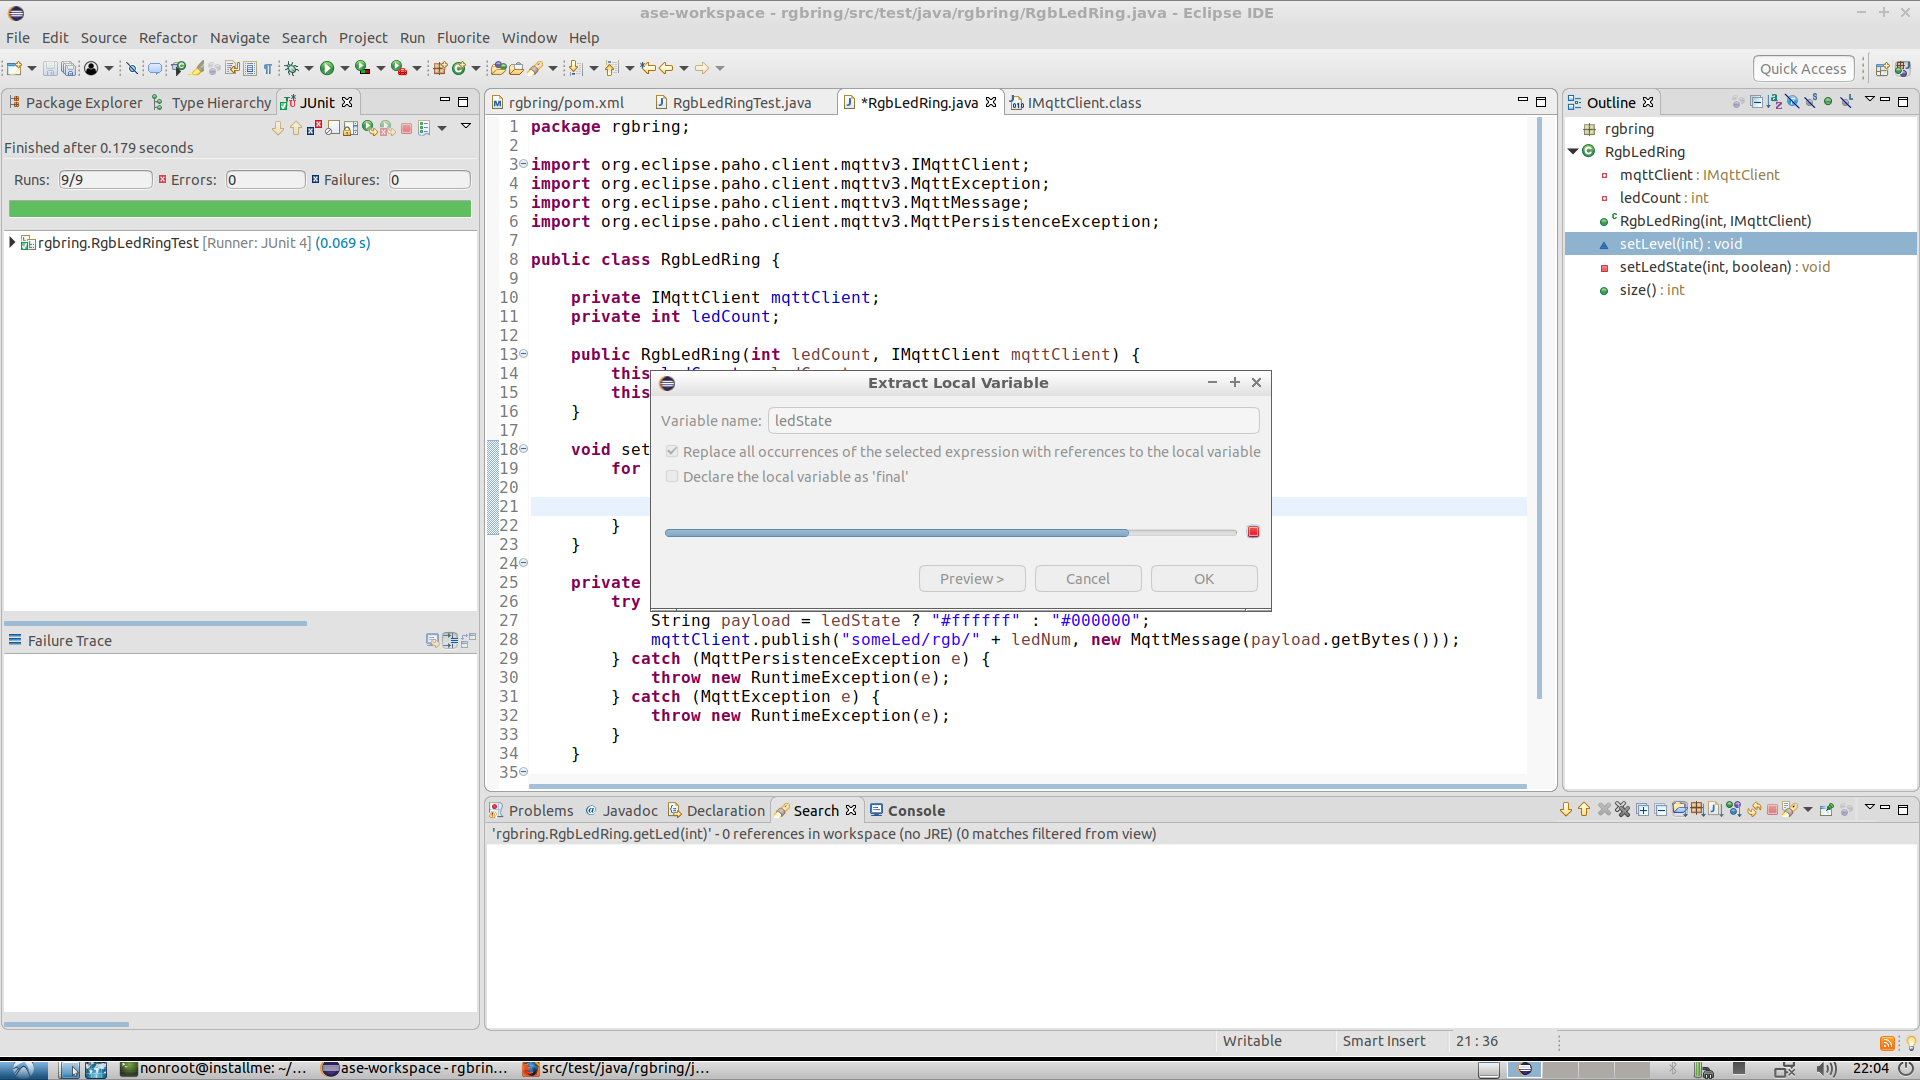 ase-workspace - rgbring/src/test/java/rgbring/RgbLedRing.java - Eclipse IDE
File Edit Source Refactor Navigate Search Project Run Fluorite Window Help
Quick Access
Package Explorer Type Hierarchy JUnit
Finished after 0.179 seconds
Runs: 9/9 Errors: 0 Failures: 0
rgbring.RgbLedRingTest [Runner: JUnit 4] (0.069 s)
Failure Trace
rgbring/pom.xml RgbLedRingTest.java *RgbLedRing.java IMqttClient.class
1 package rgbring;
2
3 import org.eclipse.paho.client.mqttv3.IMqttClient;
4 import org.eclipse.paho.client.mqttv3.MqttException;
5 import org.eclipse.paho.client.mqttv3.MqttMessage;
6 import org.eclipse.paho.client.mqttv3.MqttPersistenceException;
7
8 public class RgbLedRing {
9
10 private IMqttClient mqttClient;
11 private int ledCount;
12
13 public RgbLedRing(int ledCount, IMqttClient mqttClient) {
14 this
15 this
16 }
17
18 void set
19 for
20
21
22 }
23 }
24
25 private
26 try
27 String payload = ledState ? "#ffffff" : "#000000";
28 mqttClient.publish("someLed/rgb/" + ledNum, new MqttMessage(payload.getBytes()));
29 } catch (MqttPersistenceException e) {
30 throw new RuntimeException(e);
31 } catch (MqttException e) {
32 throw new RuntimeException(e);
33 }
34 }
35
Extract Local Variable
Variable name: ledState
Replace all occurrences of the selected expression with references to the local variable
Declare the local variable as 'final'
Preview > Cancel OK
Outline
rgbring
RgbLedRing
mqttClient : IMqttClient
ledCount : int
RgbLedRing(int, IMqttClient)
setLevel(int) : void
setLedState(int, boolean) : void
size() : int
Problems Javadoc Declaration Search Console
'rgbring.RgbLedRing.getLed(int)' - 0 references in workspace (no JRE) (0 matches filtered from view)
Writable Smart Insert 21 : 36
nonroot@installme: ~/... ase-workspace - rgbrin... src/test/java/rgbring/j... 22:04